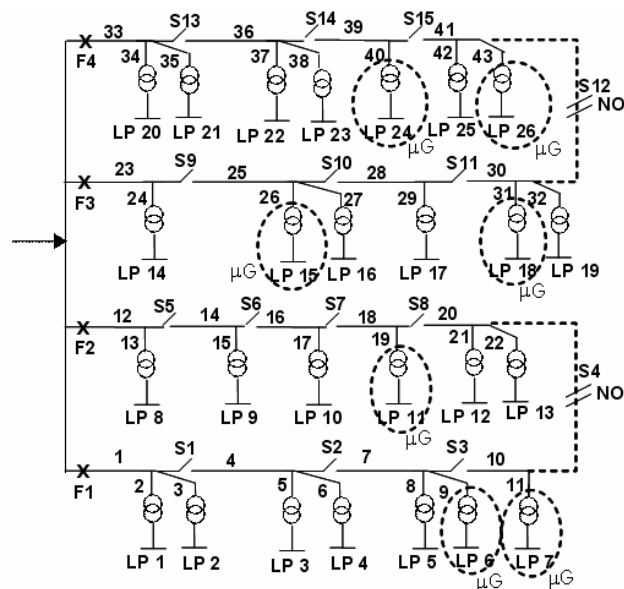 33 S13 36 S14 39 S15 41
F4 34 35 37 38 40 42 43
S12
NO
LP 20 LP 21 LP 22 LP 23 LP 24 LP 25 LP 26
μG μG
23 S9 25 S10 28 S11 30
F3 24 26 27 29 31 32
LP 14 μG LP 15 LP 16 LP 17 LP 18 LP 19
μG
12 S5 14 S6 16 S7 18 S8 20
F2 13 15 17 19 21 22
S4
NO
LP 8 LP 9 LP 10 LP 11 LP 12 LP 13
μG
1 S1 4 S2 7 S3 10
F1 2 3 5 6 8 9 11
LP 1 LP 2 LP 3 LP 4 LP 5 LP 6 LP 7
μG μG